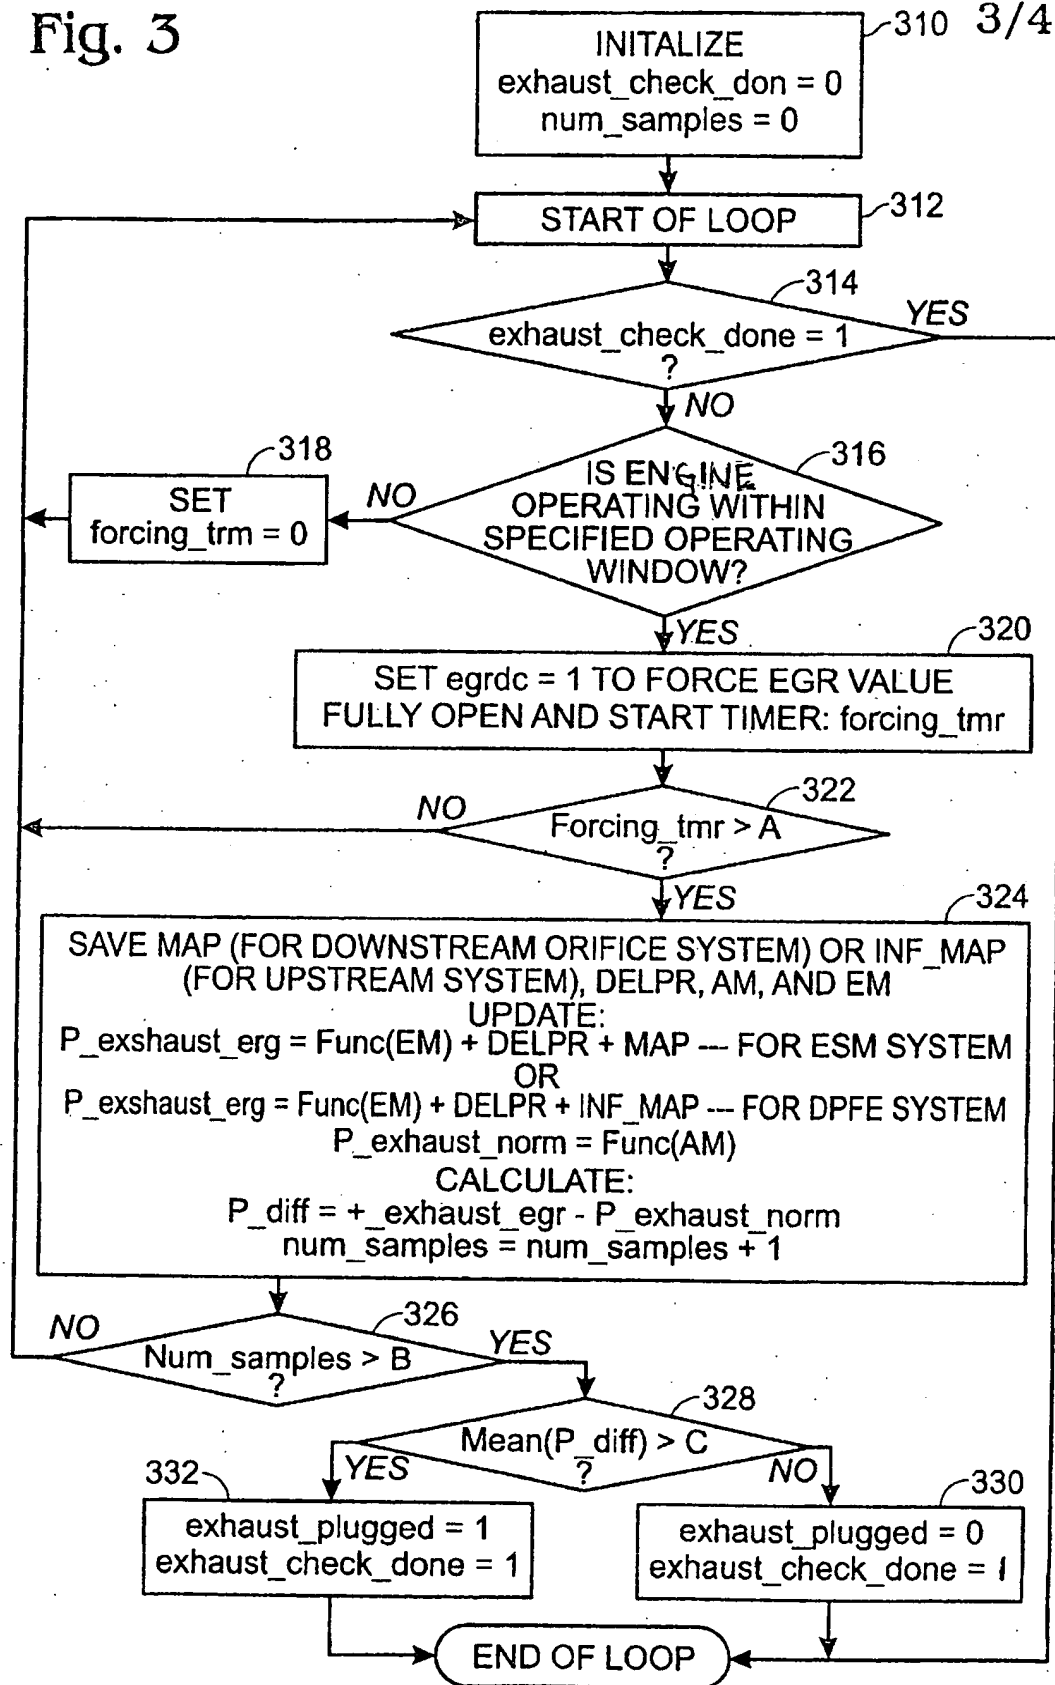 Fig. 3
310 3/4
INITALIZE
exhaust_check_don = 0
num_samples = 0
START OF LOOP
312
314
exhaust_check_done = 1
?
YES
NO
316
IS ENGINE
OPERATING WITHIN
SPECIFIED OPERATING
WINDOW?
NO
318
SET
forcing_trm = 0
YES
320
SET egrdc = 1 TO FORCE EGR VALUE
FULLY OPEN AND START TIMER: forcing_tmr
322
NO
Forcing_tmr > A
?
YES
324
SAVE MAP (FOR DOWNSTREAM ORIFICE SYSTEM) OR INF_MAP
(FOR UPSTREAM SYSTEM), DELPR, AM, AND EM
UPDATE:
P_exshaust_erg = Func(EM) + DELPR + MAP --- FOR ESM SYSTEM
OR
P_exshaust_erg = Func(EM) + DELPR + INF_MAP --- FOR DPFE SYSTEM
P_exhaust_norm = Func(AM)
CALCULATE:
P_diff = +_exhaust_egr - P_exhaust_norm
num_samples = num_samples + 1
326
NO
Num_samples > B
?
YES
328
Mean(P_diff) > C
?
YES
NO
332
exhaust_plugged = 1
exhaust_check_done = 1
330
exhaust_plugged = 0
exhaust_check_done = 1
END OF LOOP